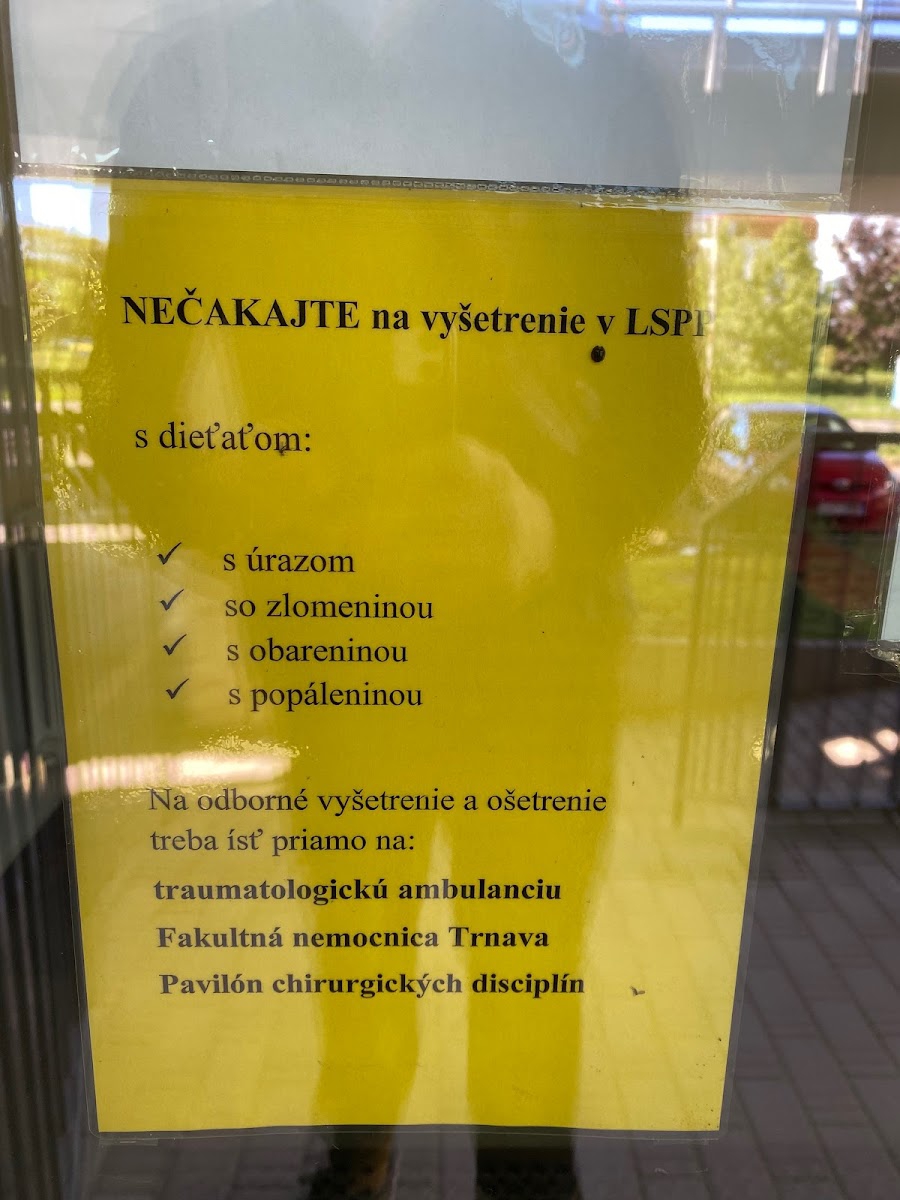 NEČAKAJTE na vyšetrenie v LSPP
s dieťaťom:
✓ s úrazom
✓ so zlomeninou
✓ s obareninou
✓ s popáleninou
Na odborné vyšetrenie a ošetrenie
treba ísť priamo na:
traumatologickú ambulanciu
Fakultná nemocnica Trnava
Pavilón chirurgických disciplín